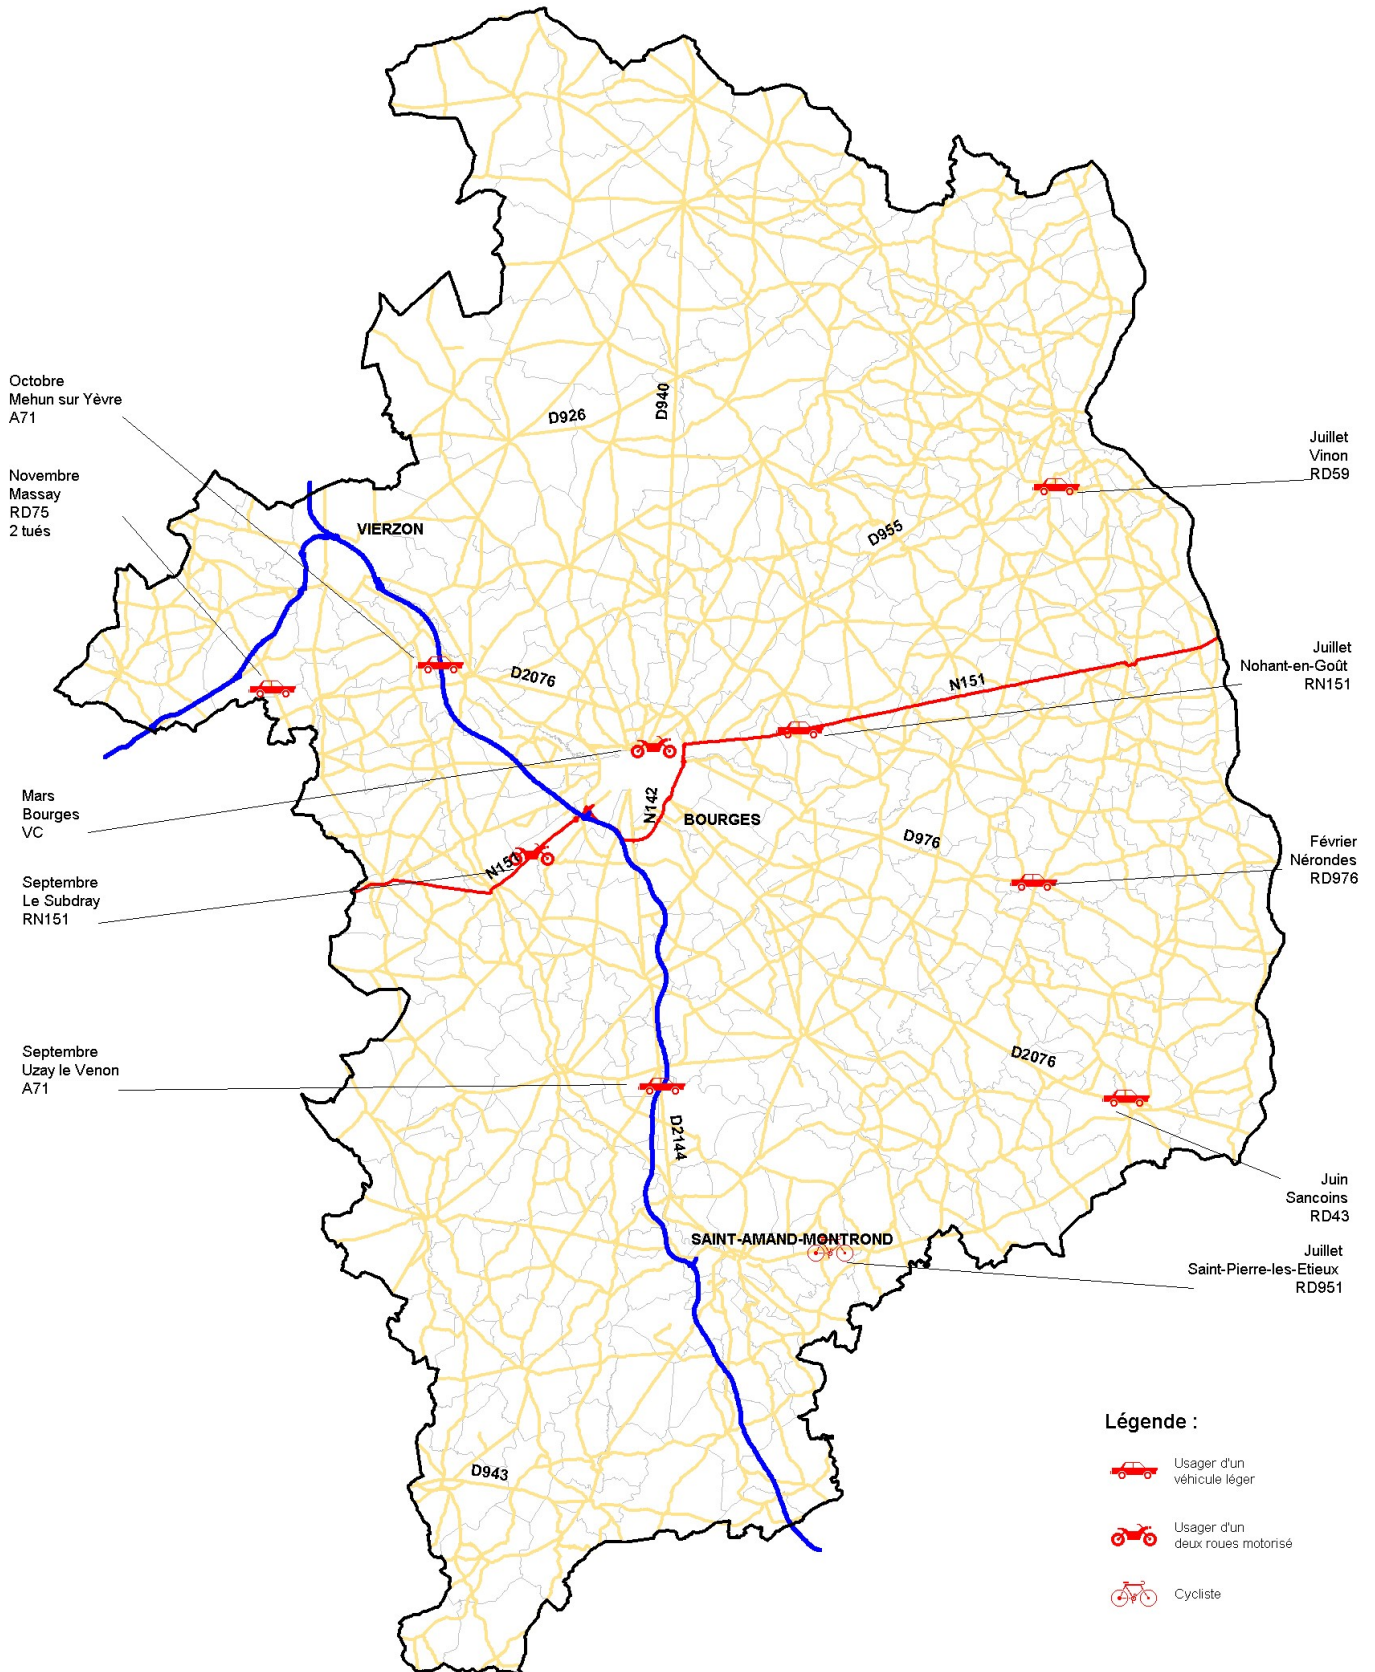 Octobre
Mehun sur Yèvre
A71
Novembre
Massay
RD75
2 tués
Mars
Bourges
VC
Septembre
Le Subdray
RN151
Septembre
Uzay le Venon
A71
D926
D940
VIERZON
D955
D2076
N151
N142
BOURGES
N151
D976
D2076
D2144
SAINT-AMAND-MONTROND
D943
Juillet
Vinon
RD59
Juillet
Nohant-en-Goût
RN151
Février
Nérondes
RD976
Juin
Sancoins
RD43
Juillet
Saint-Pierre-les-Etieux
RD951
Légende :
Usager d'un
véhicule léger
Usager d'un
deux roues motorisé
Cycliste